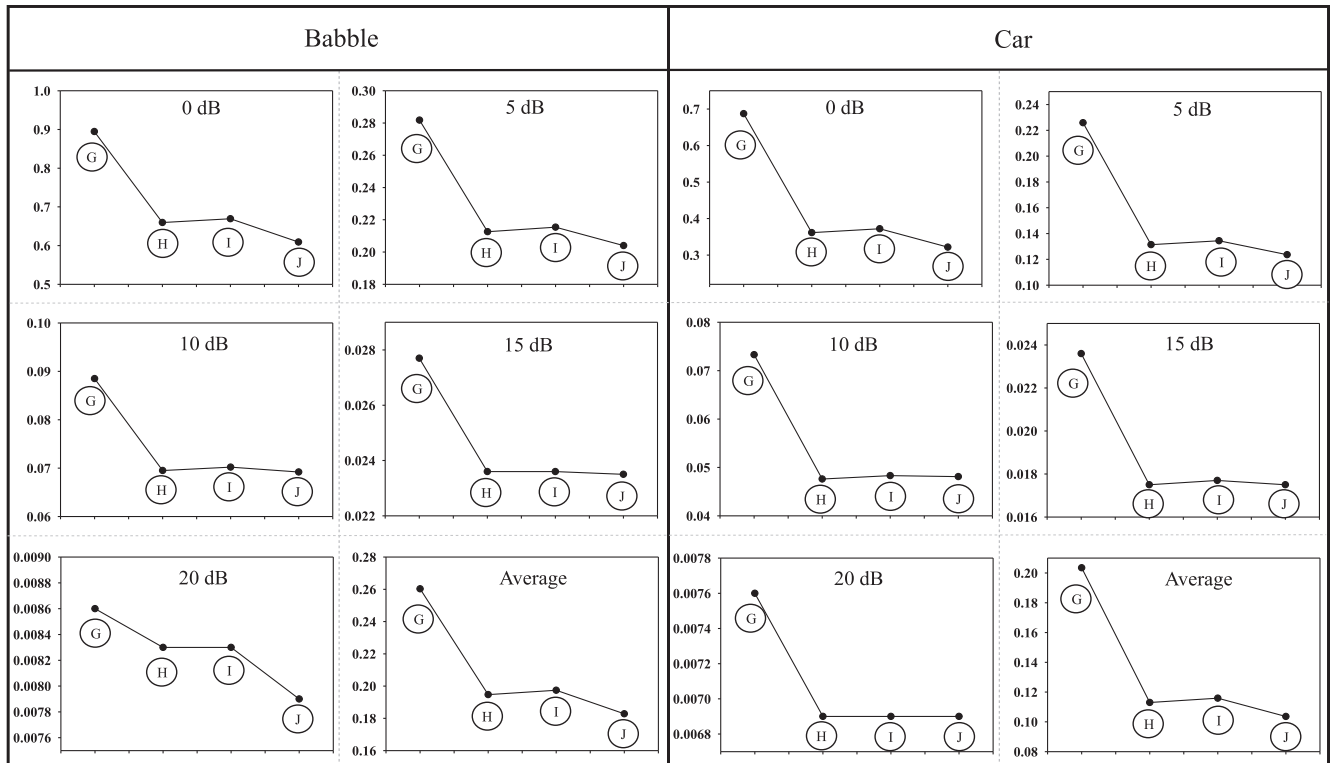 Babble
Car
0 dB
1.0
0.9
0.8
0.7
0.6
0.5
G
H
I
J
5 dB
0.30
0.28
0.26
0.24
0.22
0.20
0.18
G
H
I
J
0 dB
0.7
0.6
0.5
0.4
0.3
G
H
I
J
5 dB
0.24
0.22
0.20
0.18
0.16
0.14
0.12
0.10
G
H
I
J
10 dB
0.10
0.09
0.08
0.07
0.06
G
H
I
J
15 dB
0.028
0.026
0.024
0.022
G
H
I
J
10 dB
0.08
0.07
0.06
0.05
0.04
G
H
I
J
15 dB
0.024
0.022
0.020
0.018
0.016
G
H
I
J
20 dB
0.0090
0.0088
0.0086
0.0084
0.0082
0.0080
0.0078
0.0076
G
H
I
J
Average
0.28
0.26
0.24
0.22
0.20
0.18
0.16
G
H
I
J
20 dB
0.0078
0.0076
0.0074
0.0072
0.0070
0.0068
G
H
I
J
Average
0.20
0.18
0.16
0.14
0.12
0.10
0.08
G
H
I
J